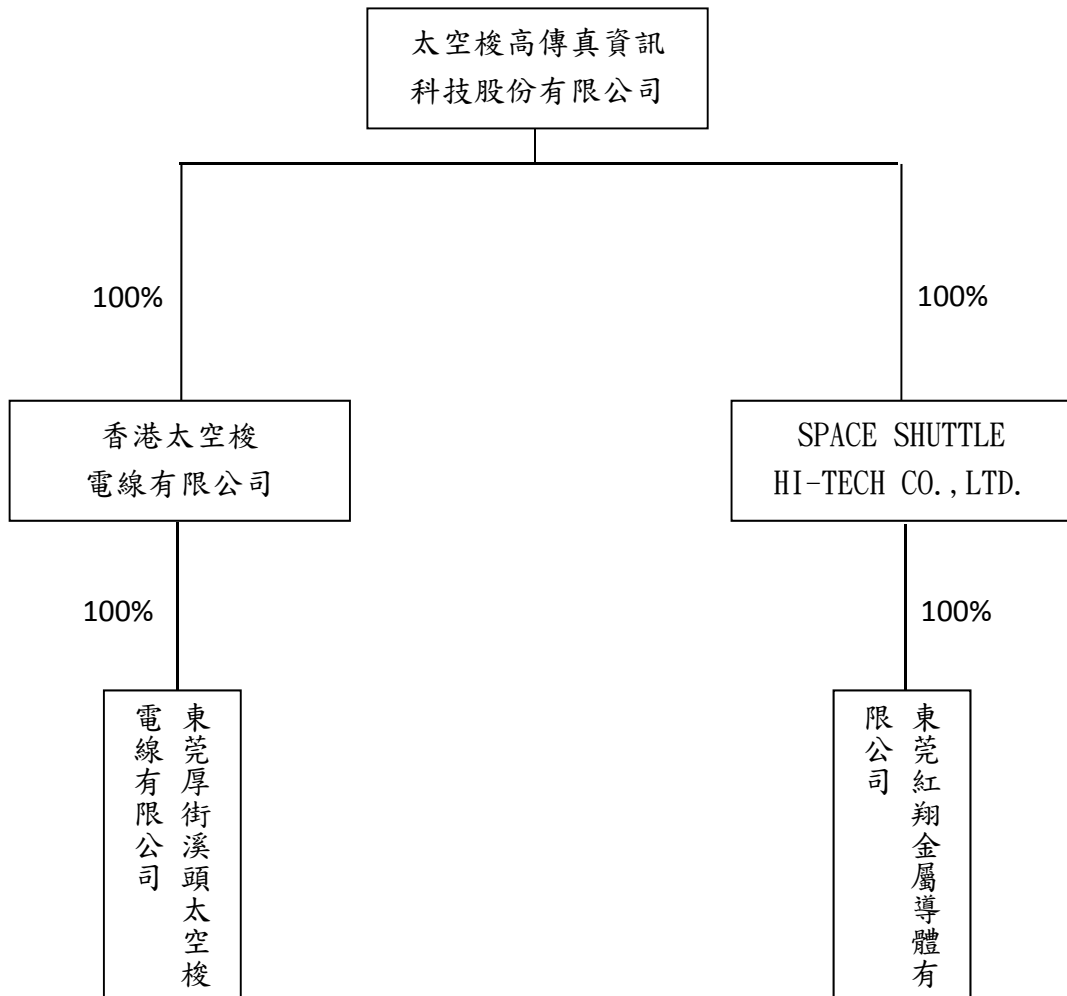 太空梭高傳真資訊
科技股份有限公司
100%
100%
香港太空梭
電線有限公司
SPACE SHUTTLE
HI-TECH CO.,LTD.
100%
100%
東莞厚街溪頭太空梭
電線有限公司
東莞紅翔金屬導體有
限公司